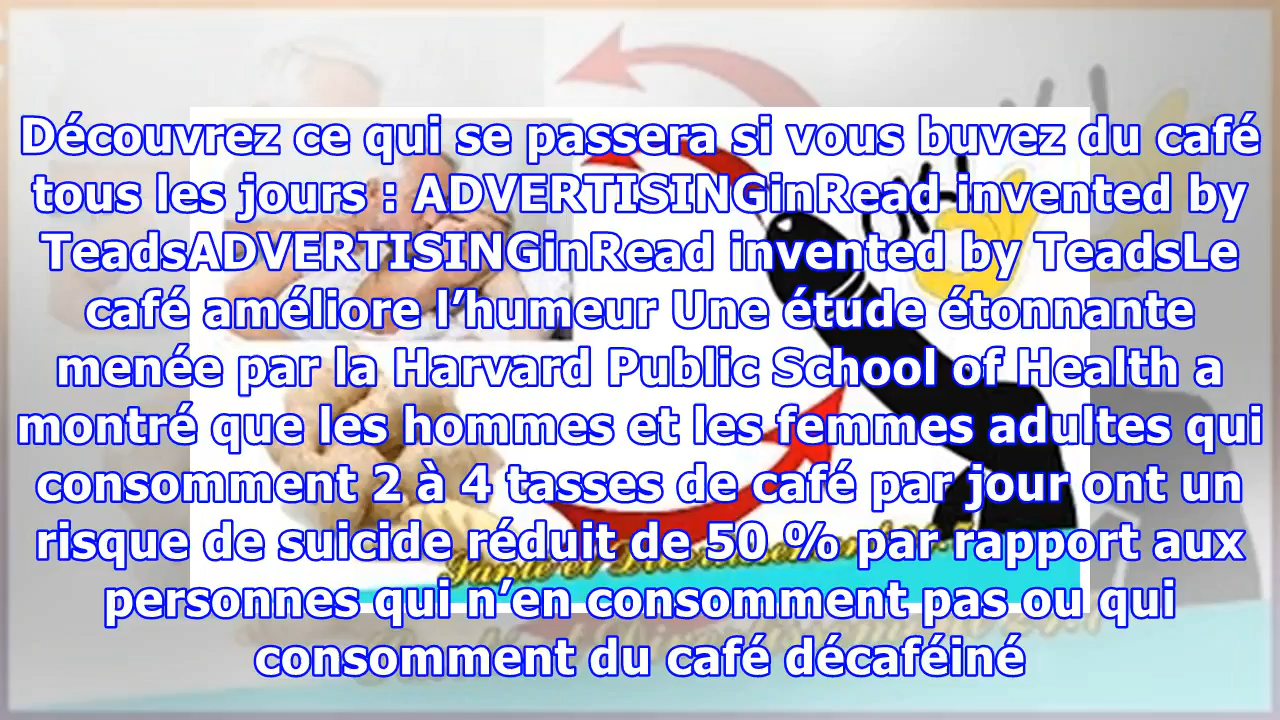 Découvrez ce qui se passera si vous buvez du café
tous les jours : ADVERTISINGinRead invented by
TeadsADVERTISINGinRead invented by TeadsLe
café améliore l’humeur Une étude étonnante
menée par la Harvard Public School of Health a
montré que les hommes et les femmes adultes qui
consomment 2 à 4 tasses de café par jour ont un
risque de suicide réduit de 50 % par rapport aux
personnes qui n’en consomment pas ou qui
consomment du café décaféiné